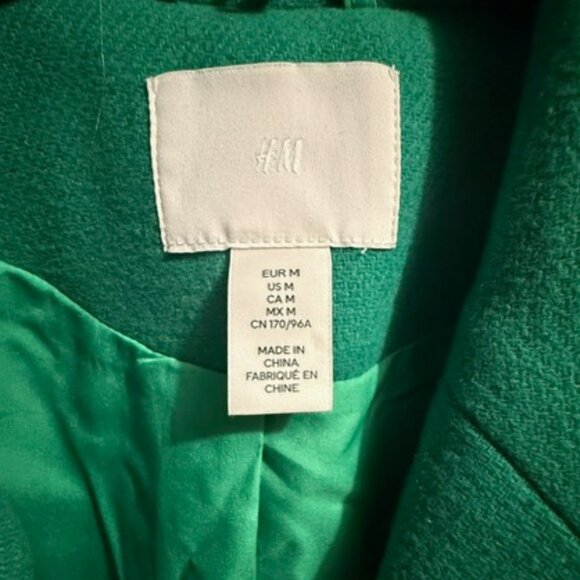 H&M
EUR M
US M
CA M
MX M
CN 170/96A
MADE IN
CHINA
FABRIQUÉ EN
CHINE